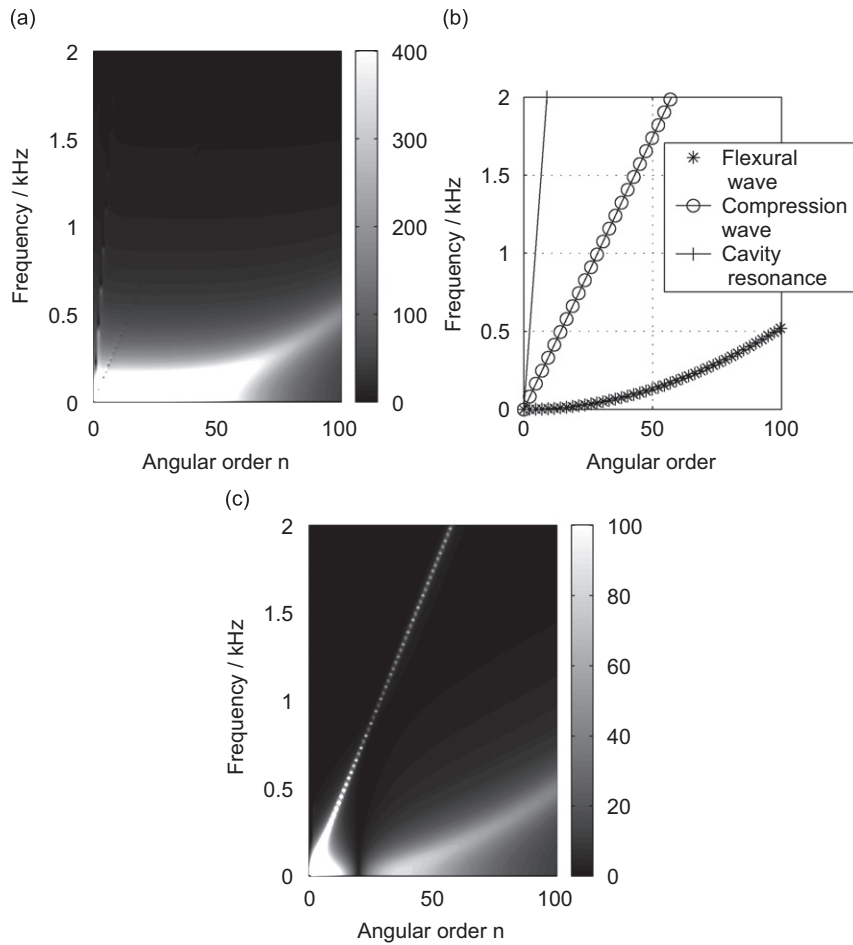 (a)
2
1.5
1
0.5
0
0
50
100
Frequency / kHz
Angular order n
400
300
200
100
0
(b)
2
1.5
1
0.5
0
0
50
100
Frequency / kHz
Angular order
Flexural
wave
Compression
wave
Cavity
resonance
(c)
2
1.5
1
0.5
0
0
50
100
Frequency / kHz
Angular order n
100
80
60
40
20
0